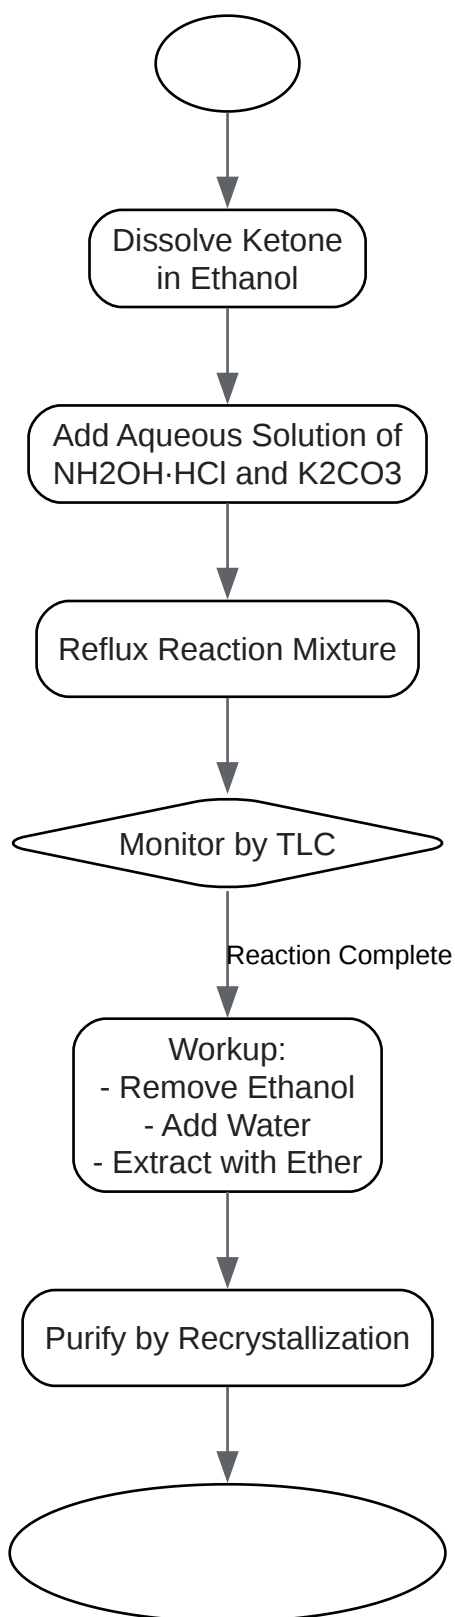 Dissolve Ketone
in Ethanol
Add Aqueous Solution of
NH2OH·HCl and K2CO3
Reflux Reaction Mixture
Monitor by TLC
Reaction Complete
Workup:
- Remove Ethanol
- Add Water
- Extract with Ether
Purify by Recrystallization